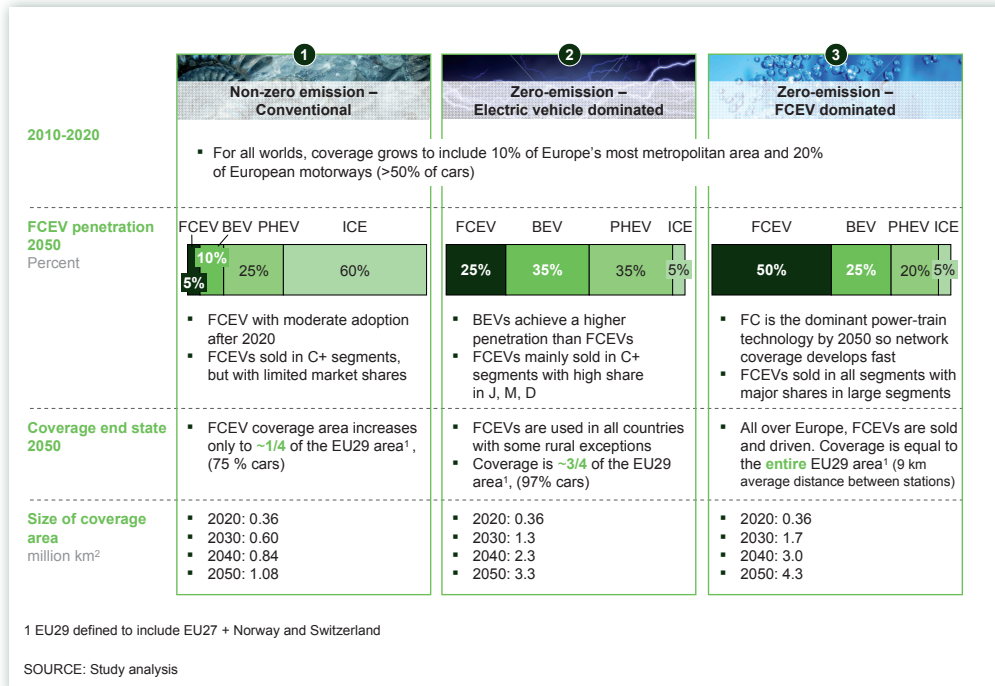 1
Non-zero emission –
Conventional
2
Zero-emission –
Electric vehicle dominated
3
Zero-emission –
FCEV dominated
2010-2020
▪ For all worlds, coverage grows to include 10% of Europe’s most metropolitan area and 20%
of European motorways (>50% of cars)
FCEV penetration
2050
Percent
FCEV BEV PHEV ICE
5% 10% 25% 60%
▪ FCEV with moderate adoption
after 2020
▪ FCEVs sold in C+ segments,
but with limited market shares
FCEV BEV PHEV ICE
25% 35% 35% 5%
▪ BEVs achieve a higher
penetration than FCEVs
▪ FCEVs mainly sold in C+
segments with high share
in J, M, D
FCEV BEV PHEV ICE
50% 25% 20% 5%
▪ FC is the dominant power-train
technology by 2050 so network
coverage develops fast
▪ FCEVs sold in all segments with
major shares in large segments
Coverage end state
2050
▪ FCEV coverage area increases
only to ~1/4 of the EU29 area¹ ,
(75 % cars)
▪ FCEVs are used in all countries
with some rural exceptions
▪ Coverage is ~3/4 of the EU29
area¹, (97% cars)
▪ All over Europe, FCEVs are sold
and driven. Coverage is equal to
the entire EU29 area¹ (9 km
average distance between stations)
Size of coverage
area
million km²
▪ 2020: 0.36
▪ 2030: 0.60
▪ 2040: 0.84
▪ 2050: 1.08
▪ 2020: 0.36
▪ 2030: 1.3
▪ 2040: 2.3
▪ 2050: 3.3
▪ 2020: 0.36
▪ 2030: 1.7
▪ 2040: 3.0
▪ 2050: 4.3
1 EU29 defined to include EU27 + Norway and Switzerland
SOURCE: Study analysis